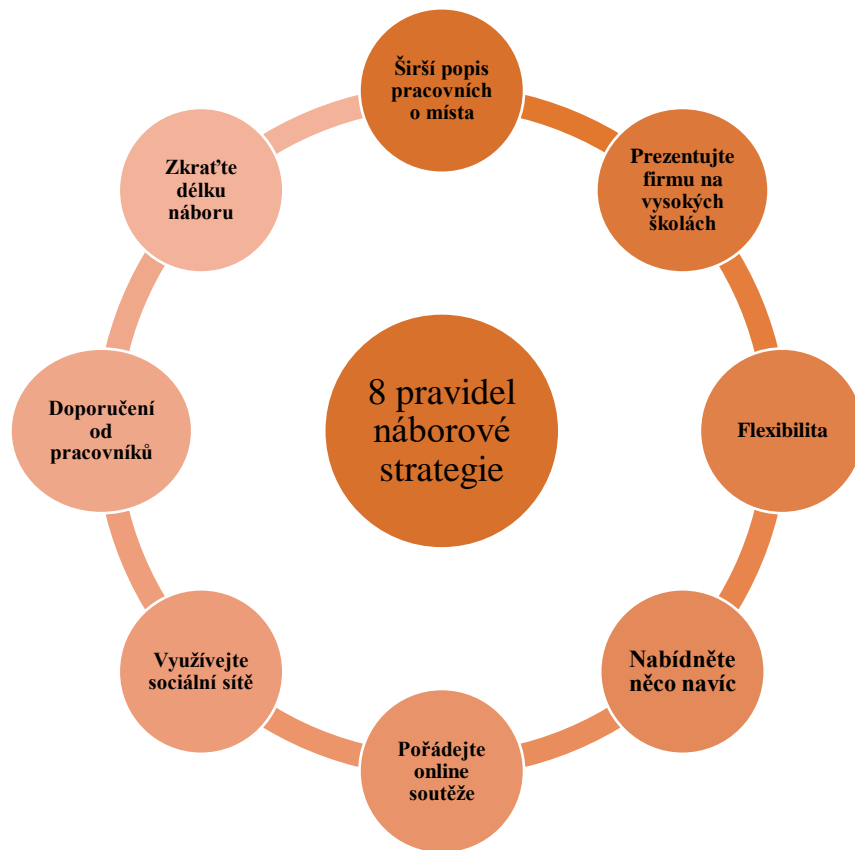 Širší popis
pracovních
o místa
Prezentujte
firmu na
vysokých
školách
Flexibilita
Nabídněte
něco navíc
Pořádejte
online
soutěže
Využívejte
sociální sítě
Doporučení
od
pracovníků
Zkraťte
délku
náboru
8 pravidel
náborové
strategie